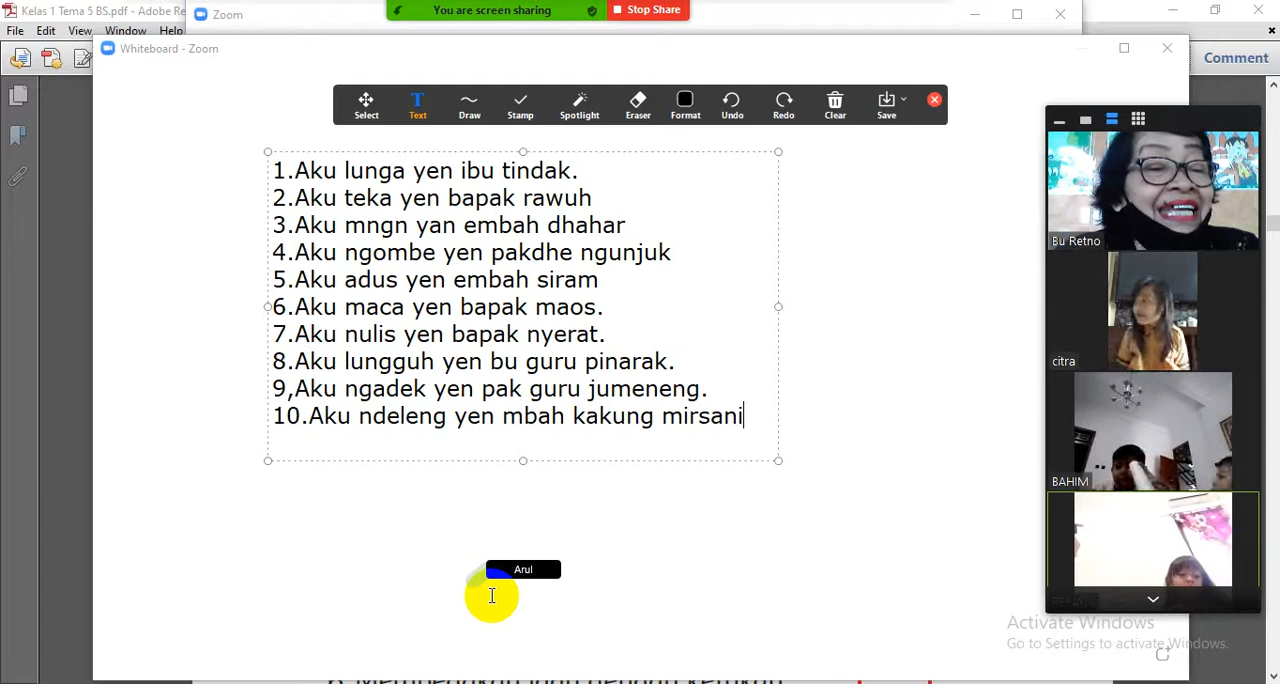 Kelas 1 Tema 5 BS.pdf - Adobe Re
Zoom
You are screen sharing
Stop Share
File Edit View Window Help
Whiteboard - Zoom
Comment
Select Text Draw Stamp Spotlight Eraser Format Undo Redo Clear Save
1.Aku lunga yen ibu tindak.
2.Aku teka yen bapak rawuh
3.Aku mngn yan embah dhahar
4.Aku ngombe yen pakdhe ngunjuk
5.Aku adus yen embah siram
6.Aku maca yen bapak maos.
7.Aku nulis yen bapak nyerat.
8.Aku lungguh yen bu guru pinarak.
9,Aku ngadek yen pak guru jumeneng.
10.Aku ndeleng yen mbah kakung mirsani
Bu Retno
citra
BAHIM
Arul
Activate Windows
Go to Settings to activate Windows.